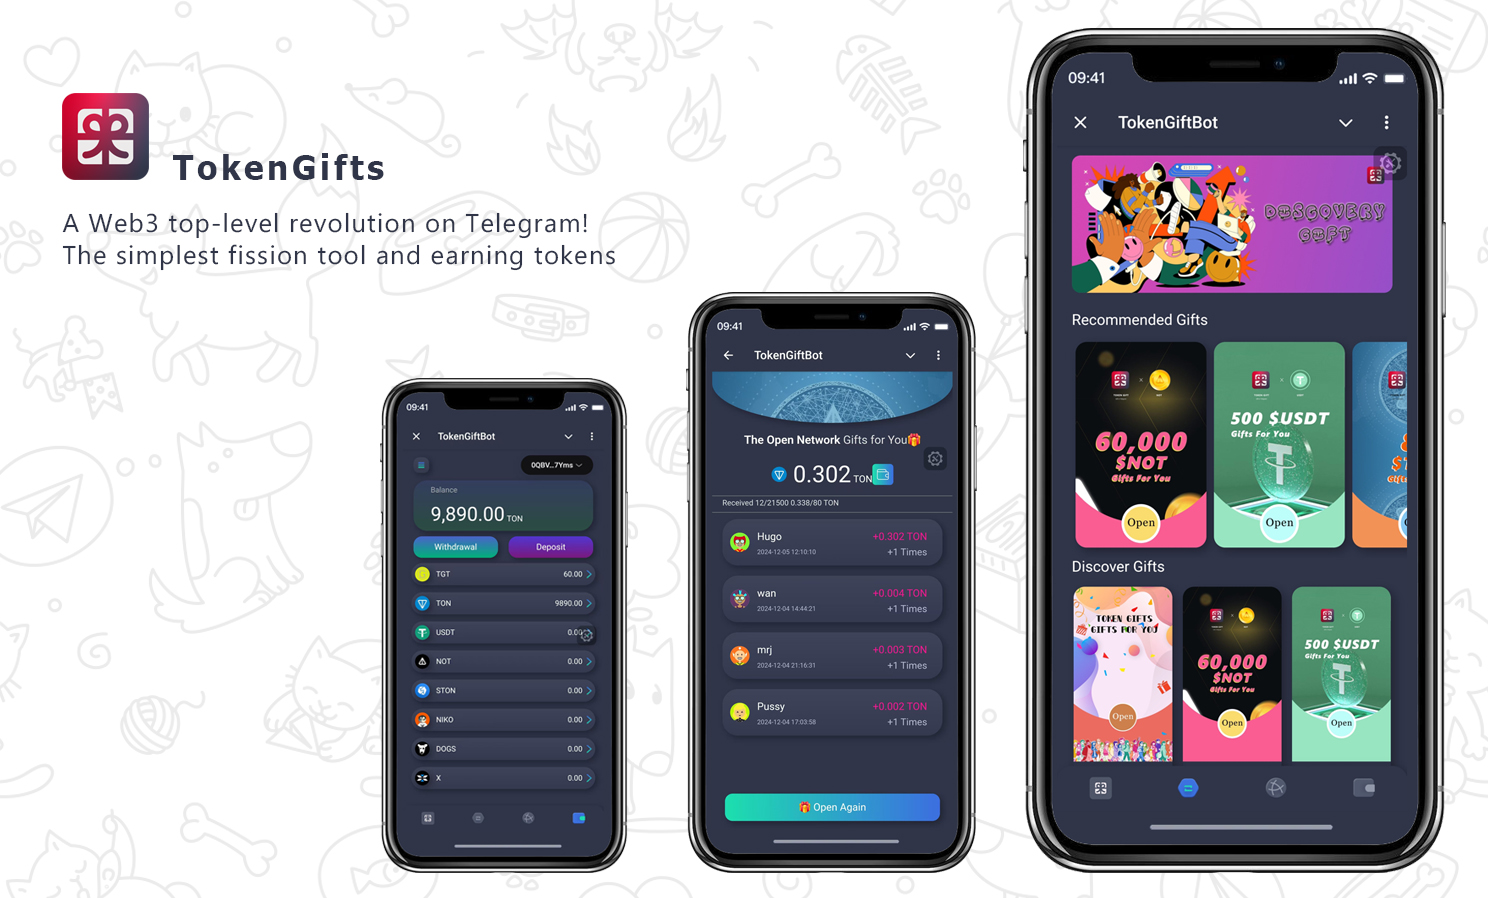 TokenGifts
A Web3 top-level revolution on Telegram!
The simplest fission tool and earning tokens
09:41
TokenGiftBot
0QBV...7Yms
Balance
9,890.00 TON
Withdrawal
Deposit
TGT 60.00
TON 9890.00
USDT 0.00
NOT 0.00
STON 0.00
NIKO 0.00
DOGS 0.00
X 0.00
09:41
TokenGiftBot
The Open Network Gifts for You
0.302 TON
Received 12/21500 0.338/80 TON
Hugo +0.302 TON
2024-12-05 12:10:10 +1 Times
wan +0.004 TON
2024-12-04 14:44:21 +1 Times
mrj +0.003 TON
2024-12-04 21:16:31 +1 Times
Pussy +0.002 TON
2024-12-04 17:03:58 +1 Times
Open Again
09:41
TokenGiftBot
DISCOVERY
GIFT
Recommended Gifts
60,000
$NOT
Gifts For You
Open
500 $USDT
Gifts For You
Open
Discover Gifts
TOKEN GIFTS
GIFTS FOR YOU
Open
60,000
$NOT
Gifts For You
Open
500 $USDT
Gifts For You
Open